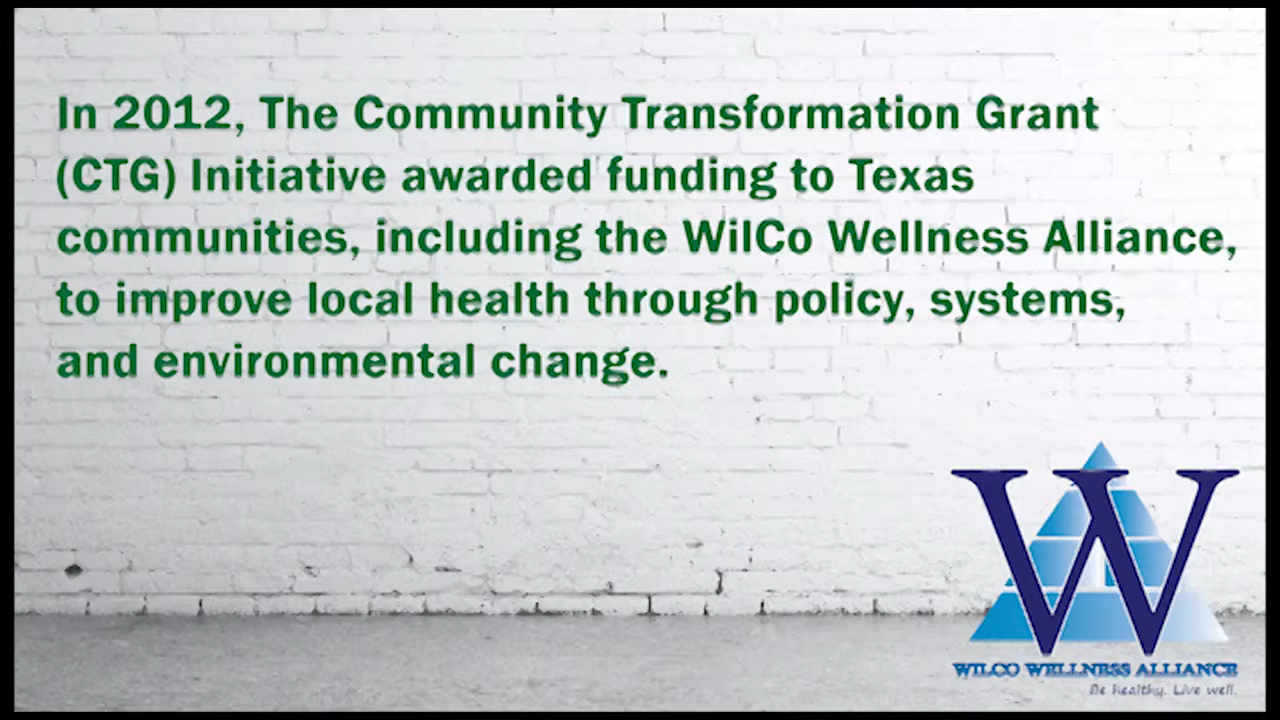 In 2012, The Community Transformation Grant
(CTG) Initiative awarded funding to Texas
communities, including the WilCo Wellness Alliance,
to improve local health through policy, systems,
and environmental change.
W
WILCO WELLNESS ALLIANCE
Be healthy. Live well.